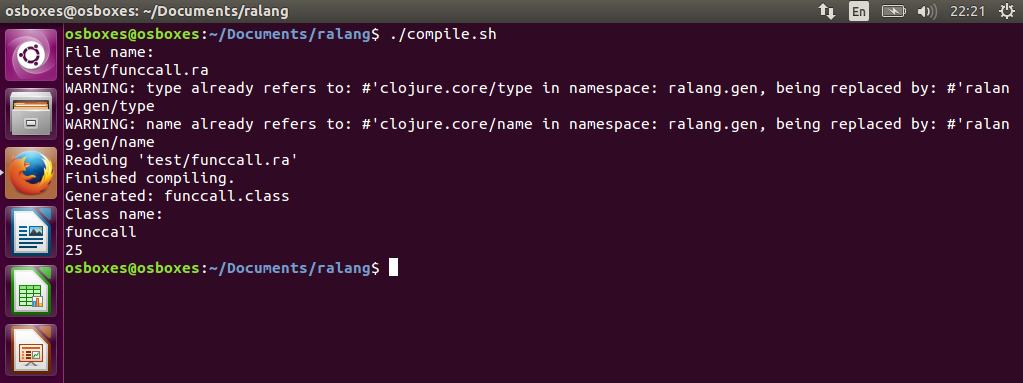 osboxes@osboxes: ~/Documents/ralang
En
22:21
osboxes@osboxes:~/Documents/ralang$ ./compile.sh
File name:
test/funccall.ra
WARNING: type already refers to: #'clojure.core/type in namespace: ralang.gen, being replaced by: #'ralan
g.gen/type
WARNING: name already refers to: #'clojure.core/name in namespace: ralang.gen, being replaced by: #'ralan
g.gen/name
Reading 'test/funccall.ra'
Finished compiling.
Generated: funccall.class
Class name:
funccall
25
osboxes@osboxes:~/Documents/ralang$